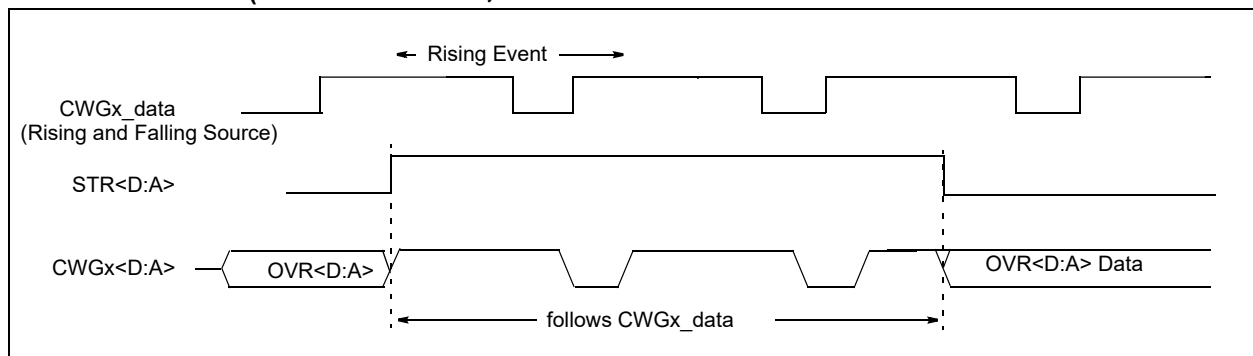 Rising Event
CWGx_data
(Rising and Falling Source)
STR<D:A>
CWGx<D:A>
OVR<D:A>
OVR<D:A> Data
follows CWGx_data